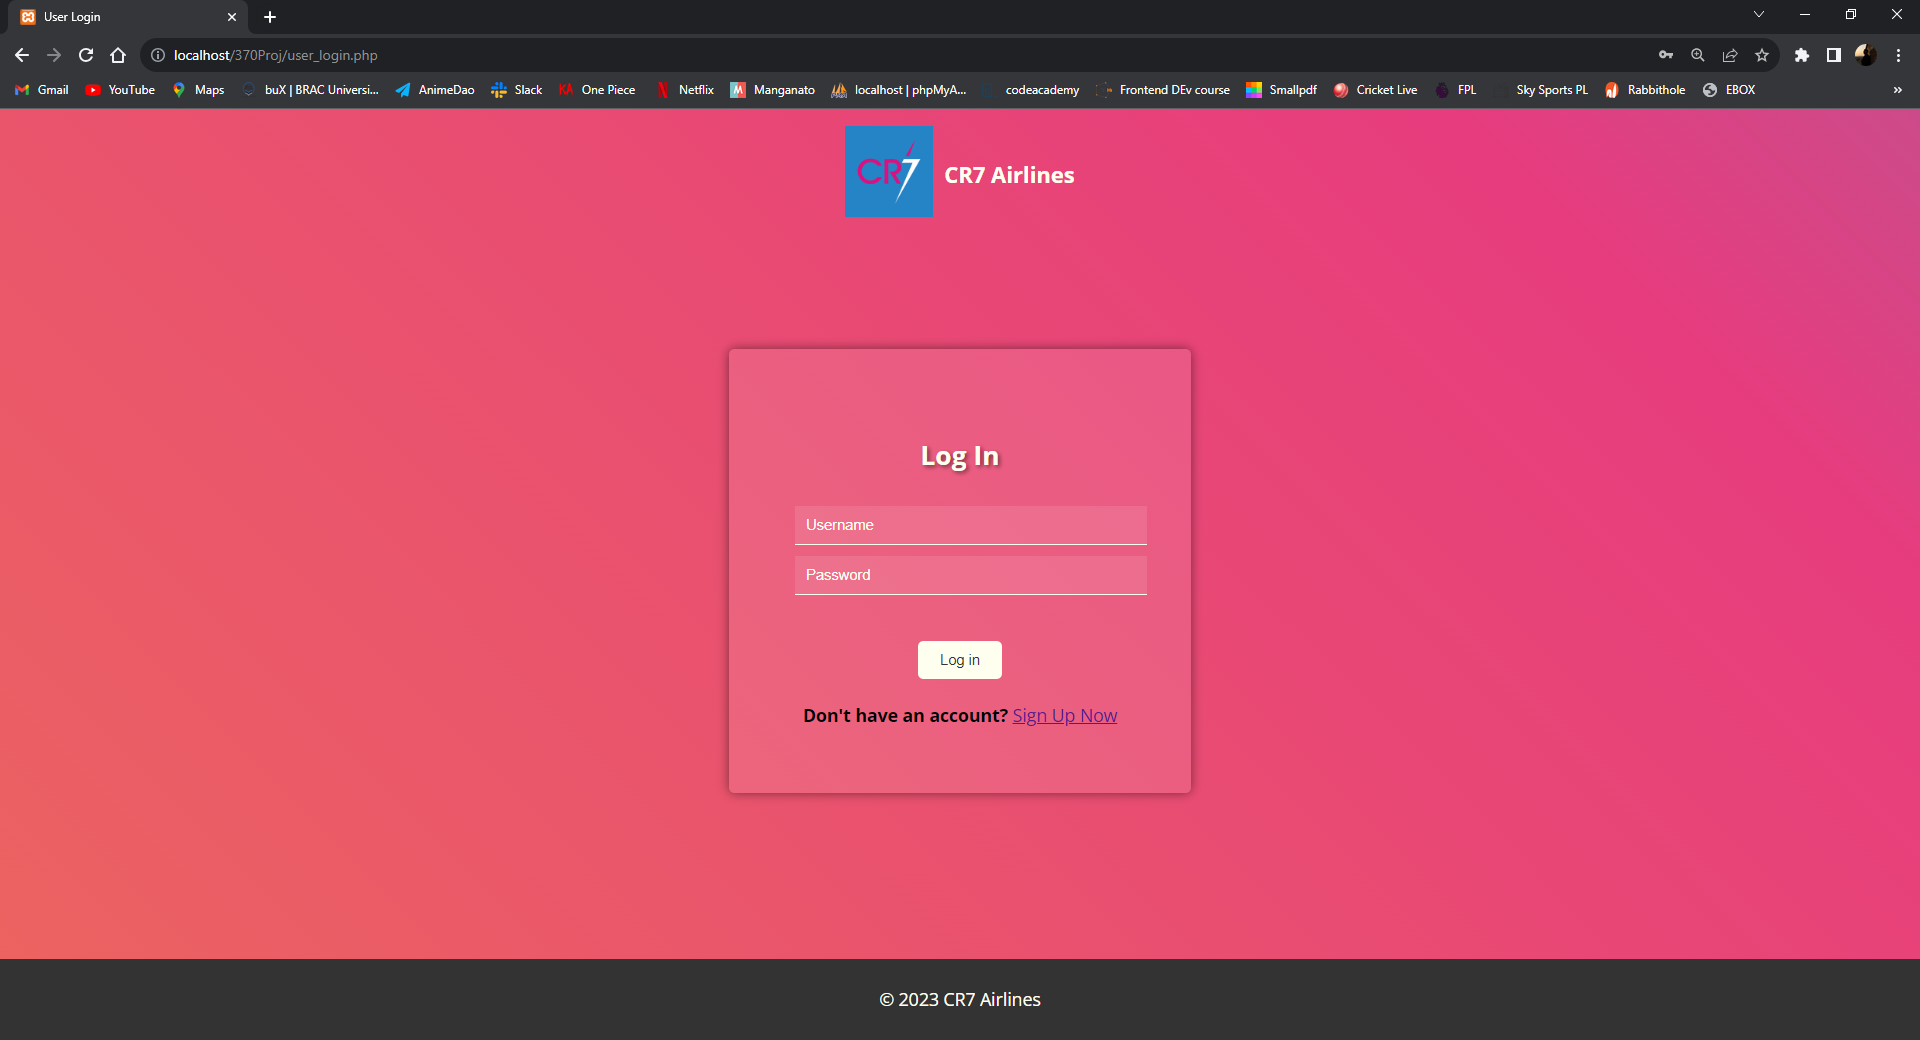 User Login
localhost/370Proj/user_login.php
Gmail YouTube Maps buX | BRAC Universi... AnimeDao Slack KA One Piece Netflix M Manganato localhost | phpMyA... codeacademy Frontend DEv course Smallpdf Cricket Live FPL Sky Sports PL Rabbithole EBOX »
CR7 CR7 Airlines
Log In
Username
Password
Log in
Don't have an account? Sign Up Now
© 2023 CR7 Airlines